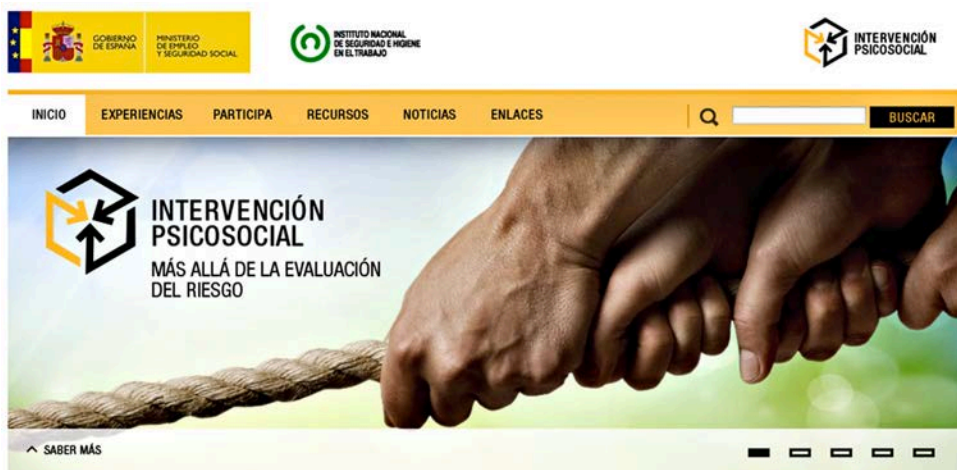 GOBIERNO
DE ESPAÑA
MINISTERIO
DE EMPLEO
Y SEGURIDAD SOCIAL
INSTITUTO NACIONAL
DE SEGURIDAD E HIGIENE
EN EL TRABAJO
INTERVENCIÓN
PSICOSOCIAL
INICIO EXPERIENCIAS PARTICIPA RECURSOS NOTICIAS ENLACES BUSCAR
INTERVENCIÓN
PSICOSOCIAL
MÁS ALLÁ DE LA EVALUACIÓN
DEL RIESGO
SABER MÁS